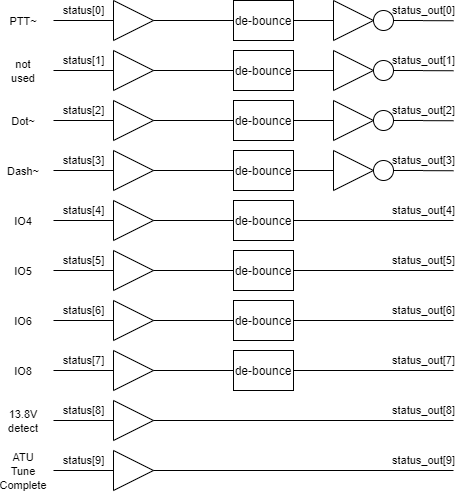 PTT~ status[0] de-bounce status_out[0]
not used status[1] de-bounce status_out[1]
Dot~ status[2] de-bounce status_out[2]
Dash~ status[3] de-bounce status_out[3]
IO4 status[4] de-bounce status_out[4]
IO5 status[5] de-bounce status_out[5]
IO6 status[6] de-bounce status_out[6]
IO8 status[7] de-bounce status_out[7]
13.8V detect status[8] status_out[8]
ATU Tune Complete status[9] status_out[9]